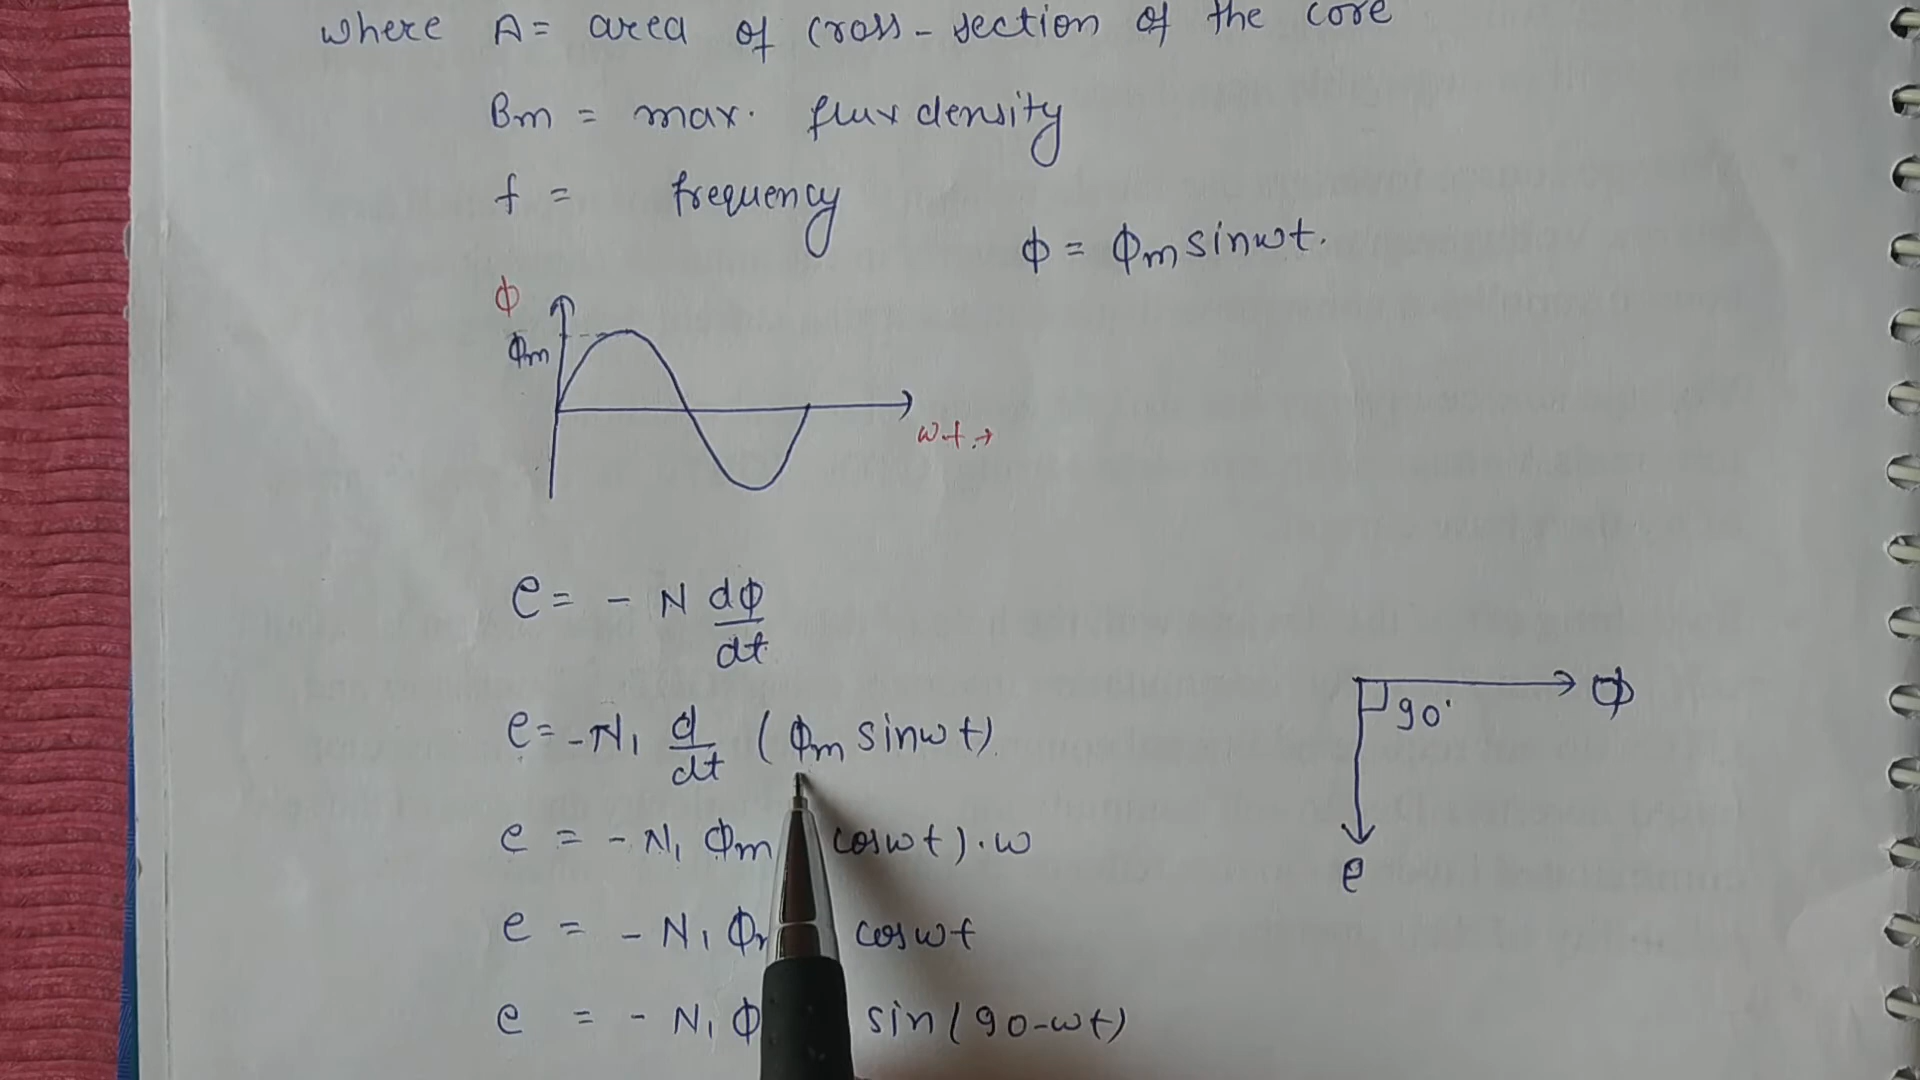 where A = area of cross-section of the core
Bm = max. flux density
f = frequency
ϕ = ϕm sinωt.
ϕ
ϕm
ωt →
e = - N dϕ/dt
e = -N₁ d/dt (ϕm sinωt)
90°
ϕ
e = - N₁ ϕm cosωt).ω
e
e = - N₁ ϕ cosωt
e = - N₁ ϕ sin(90-ωt)